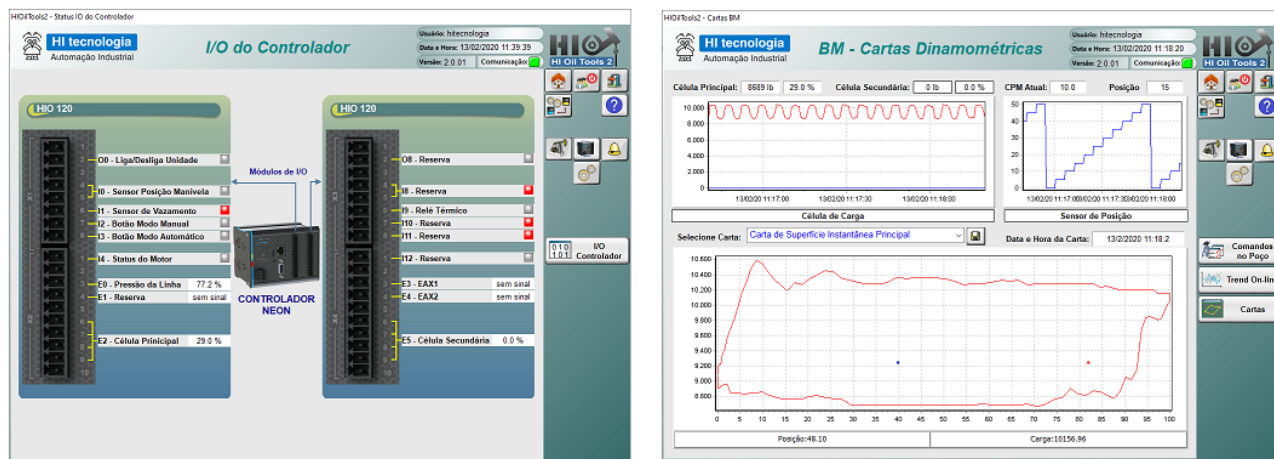 HIOilTools2 - Status IO do Controlador
HI tecnologia
Automação Industrial
I/O do Controlador
Usuário: hitecnologia
Data e Hora: 13/02/2020 11:39:39
Versão: 2.0.01 Comunicação:
HIO
HI Oil Tools 2
HIO 120
O0 - Liga/Desliga Unidade
I0 - Sensor Posição Manivela
I1 - Sensor de Vazamento
I2 - Botão Modo Manual
I3 - Botão Modo Automático
I4 - Status do Motor
E0 - Pressão da Linha 77.2 %
E1 - Reserva sem sinal
E2 - Célula Prinicipal 29.0 %
X1
X2
Módulos de I/O
CONTROLADOR
NEON
HIO 120
O8 - Reserva
I8 - Reserva
I9 - Relé Térmico
I10 - Reserva
I11 - Reserva
I12 - Reserva
E3 - EAX1 sem sinal
E4 - EAX2 sem sinal
E5 - Célula Secundária 0.0 %
X3
X4
I/O
Controlador
HIOilTools2 - Cartas BM
HI tecnologia
Automação Industrial
BM - Cartas Dinamométricas
Usuário: hitecnologia
Data e Hora: 13/02/2020 11:18:20
Versão: 2.0.01 Comunicação:
HIO
HI Oil Tools 2
Célula Principal: 8689 lb 29.0 % Célula Secundária: 0 lb 0.0 % CPM Atual: 10.0 Posição 15
10.000
8.000
6.000
4.000
2.000
0
13/02/20 11:17:00 13/02/20 11:17:30 13/02/20 11:18:00
Célula de Carga
50
40
30
20
10
0
Sensor de Posição
Selecione Carta: Carta de Superfície Instantânea Principal
Data e Hora da Carta: 13/2/2020 11:18:2
10.600
10.200
9.800
9.600
9.400
9.200
9.000
8.800
0 5 10 15 20 25 30 35 40 45 50 55 60 65 70 75 80 85 90 95 100
Posição:48.10 Carga:10156.96
Comandos
no Poço
Trend On-lin
Cartas